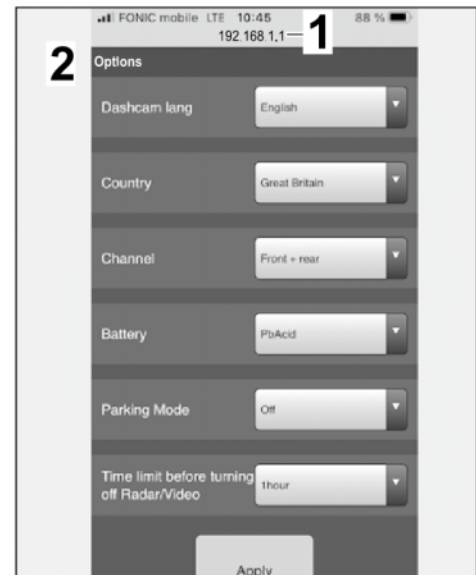 FONIC mobile LTE 10:45 88 %
192.168.1.1
1
2
Options
Dashcam lang
English
Country
Great Britain
Channel
Front + rear
Battery
PbAcid
Parking Mode
Off
Time limit before turning
off Radar/Video
1hour
Apply